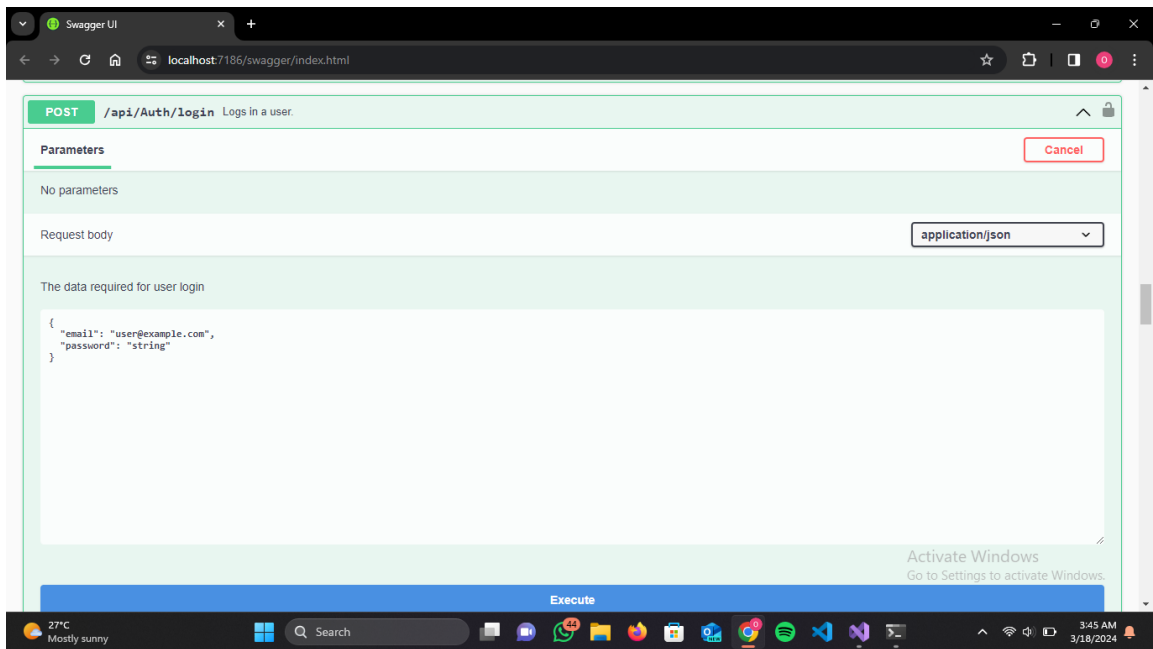 Swagger UI
localhost:7186/swagger/index.html
O
POST /api/Auth/login Logs in a user.
Parameters
Cancel
No parameters
Request body
application/json
The data required for user login
{
"email": "user@example.com",
"password": "string"
}
Activate Windows
Go to Settings to activate Windows.
Execute
27°C
Mostly sunny
Search
44
3:45 AM
3/18/2024